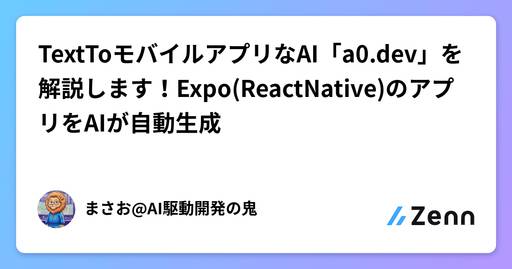 TextToモバイルアプリなAI「a0.dev」を
解説します！Expo(ReactNative)のアプ
リをAIが自動生成
まさお@AI駆動開発の鬼
Zenn